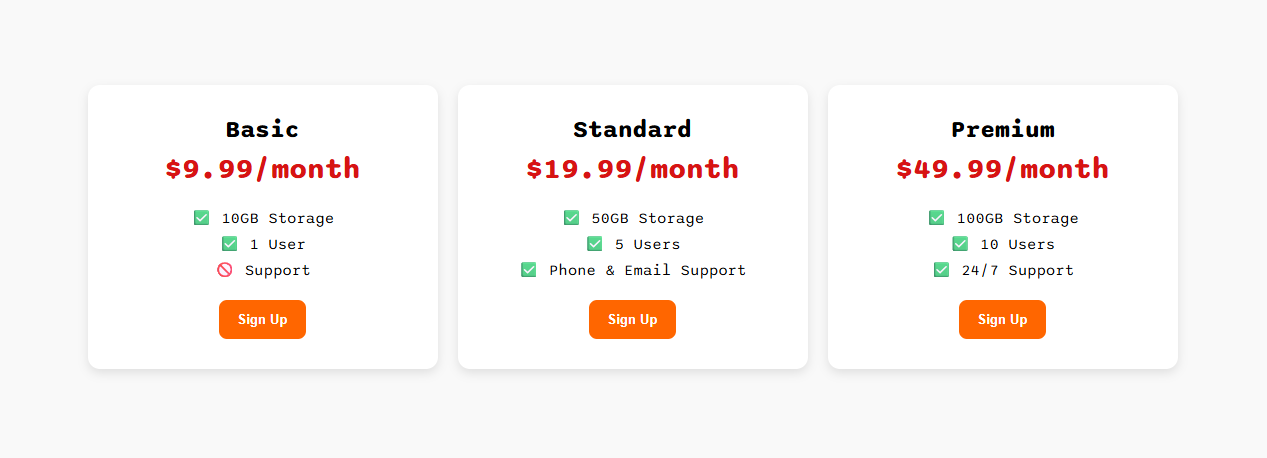 Basic
$9.99/month
✅ 10GB Storage
✅ 1 User
🚫 Support
Sign Up
Standard
$19.99/month
✅ 50GB Storage
✅ 5 Users
✅ Phone & Email Support
Sign Up
Premium
$49.99/month
✅ 100GB Storage
✅ 10 Users
✅ 24/7 Support
Sign Up